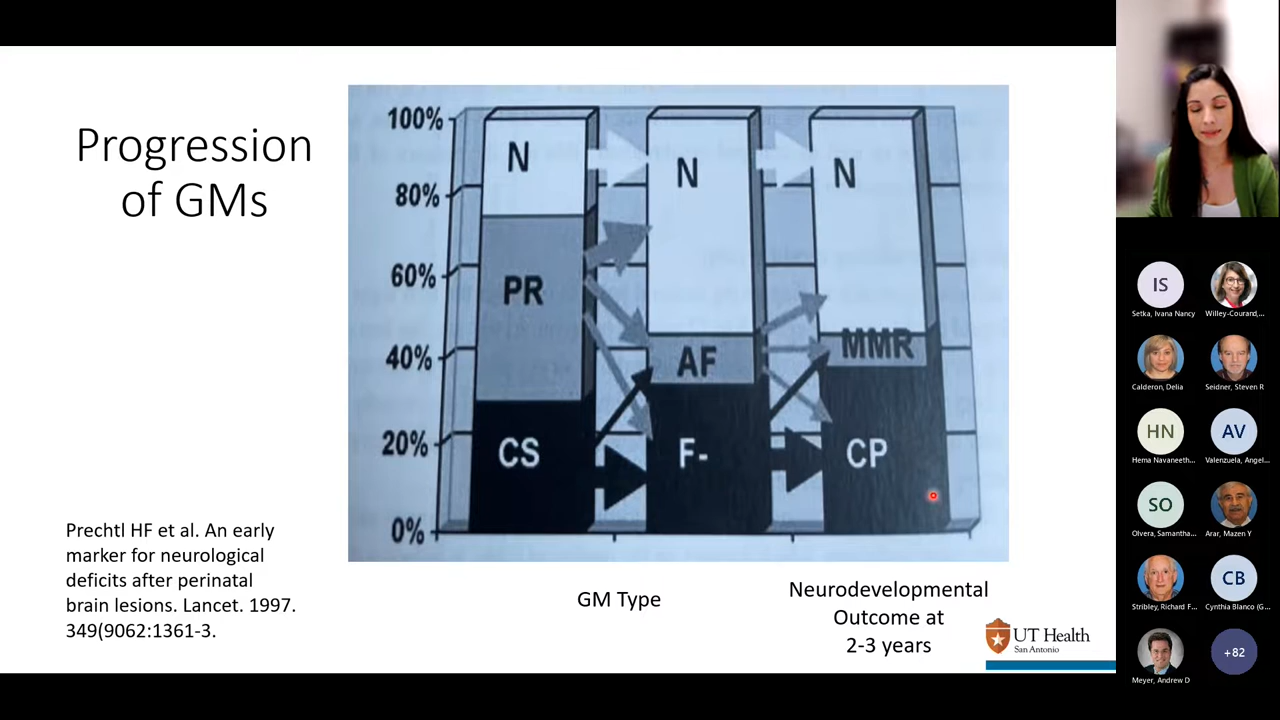 Progression
of GMs
100%
80%
60%
40%
20%
0%
N
PR
CS
N
AF
F-
N
MMR
CP
GM Type
Neurodevelopmental
Outcome at
2-3 years
Prechtl HF et al. An early
marker for neurological
deficits after perinatal
brain lesions. Lancet. 1997.
349(9062:1361-3.
UT Health
San Antonio
IS
Setka, Ivana Nancy
Willey-Courand,...
Calderon, Delia
Seidner, Steven R
HN
Hema Navaneeth...
AV
Valenzuela, Angel...
SO
Olvera, Samantha...
Arar, Mazen Y
Stribley, Richard F...
CB
Cynthia Blanco (G...
Meyer, Andrew D
+82